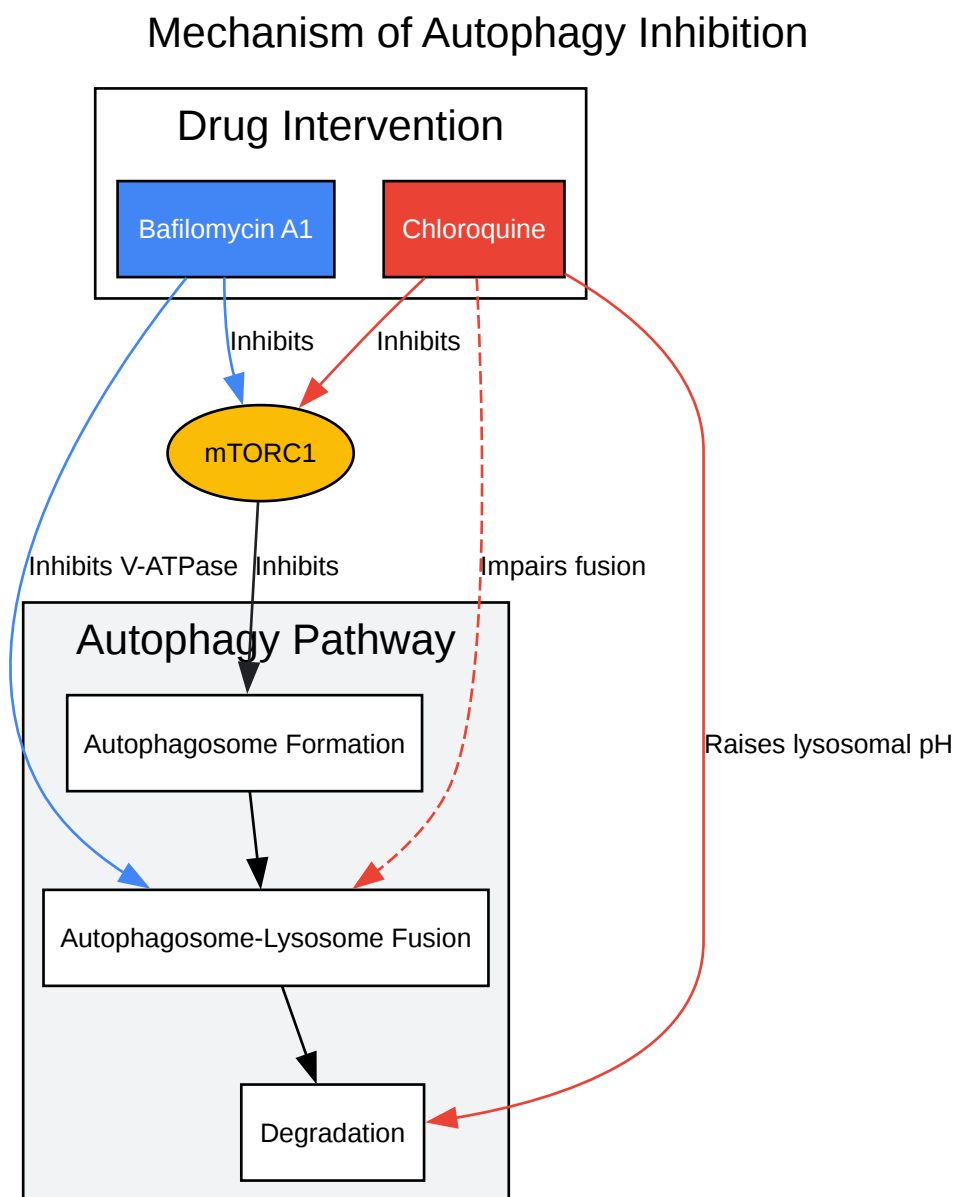 Mechanism of Autophagy Inhibition
Drug Intervention
Bafilomycin A1
Chloroquine
Inhibits
Inhibits
mTORC1
Inhibits V-ATPase
Inhibits
Impairs fusion
Autophagy Pathway
Autophagosome Formation
Raises lysosomal pH
Autophagosome-Lysosome Fusion
Degradation